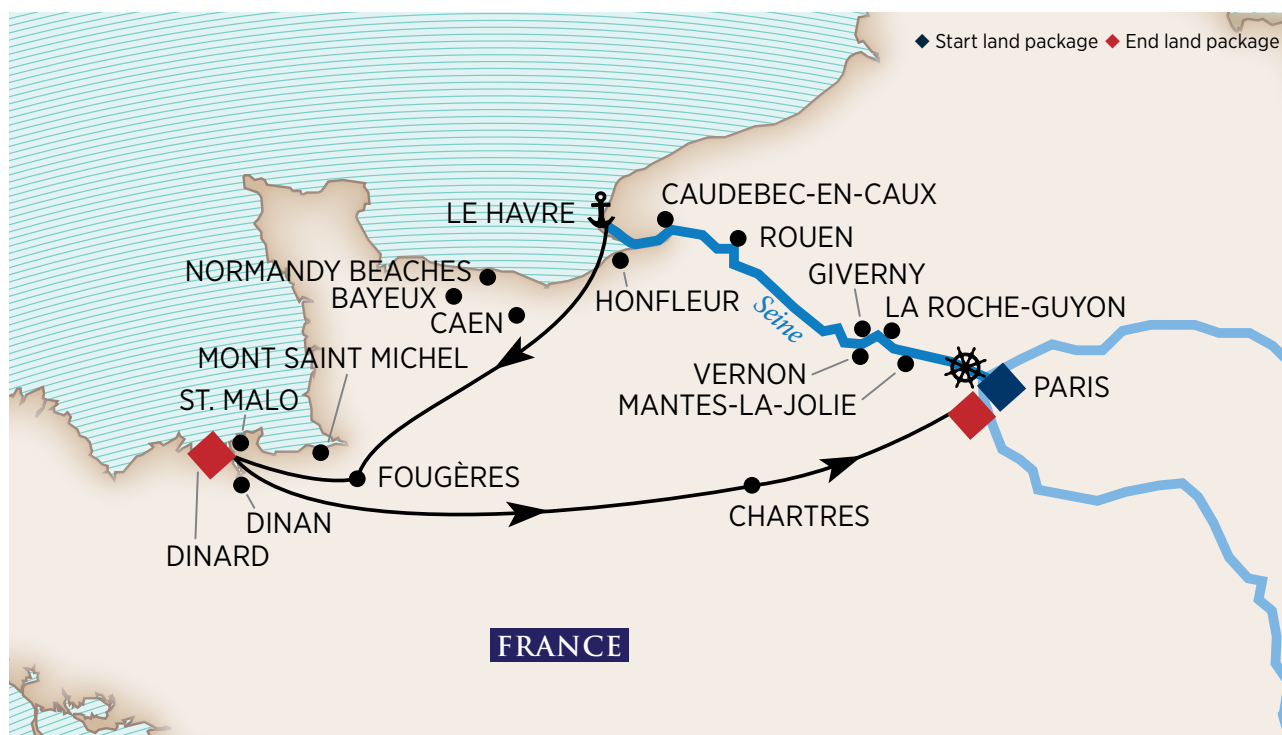 Start land package End land package
CAUDEBEC-EN-CAUX
LE HAVRE
ROUEN
NORMANDY BEACHES
GIVERNY
BAYEUX
HONFLEUR
LA ROCHE-GUYON
CAEN
Seine
MONT SAINT MICHEL
VERNON
PARIS
ST. MALO
MANTES-LA-JOLIE
FOUGÈRES
CHARTRES
DINAN
DINARD
FRANCE